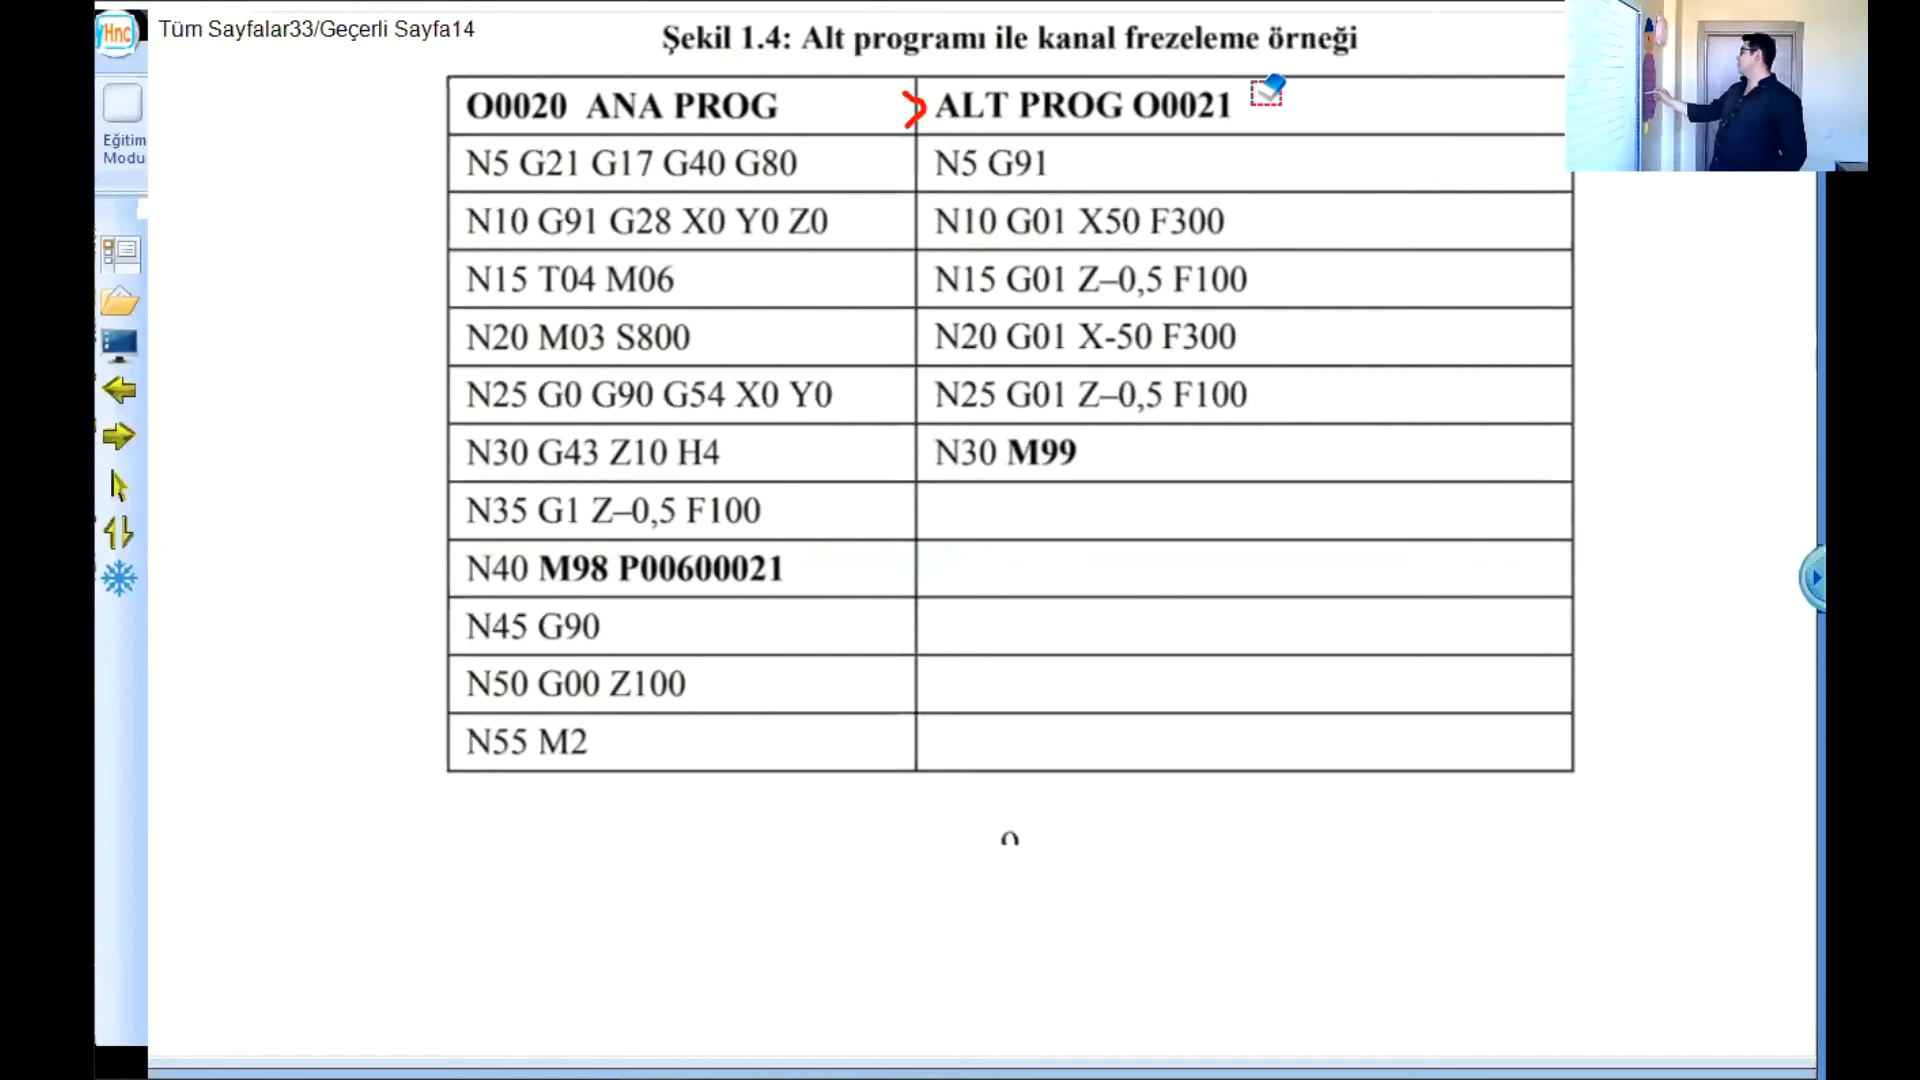 Hnc
Tüm Sayfalar33/Geçerli Sayfa14
Eğitim
Modu
Şekil 1.4: Alt programı ile kanal frezeleme örneği
O0020 ANA PROG
ALT PROG O0021
N5 G21 G17 G40 G80
N5 G91
N10 G91 G28 X0 Y0 Z0
N10 G01 X50 F300
N15 T04 M06
N15 G01 Z–0,5 F100
N20 M03 S800
N20 G01 X-50 F300
N25 G0 G90 G54 X0 Y0
N25 G01 Z–0,5 F100
N30 G43 Z10 H4
N30 M99
N35 G1 Z–0,5 F100
N40 M98 P00600021
N45 G90
N50 G00 Z100
N55 M2